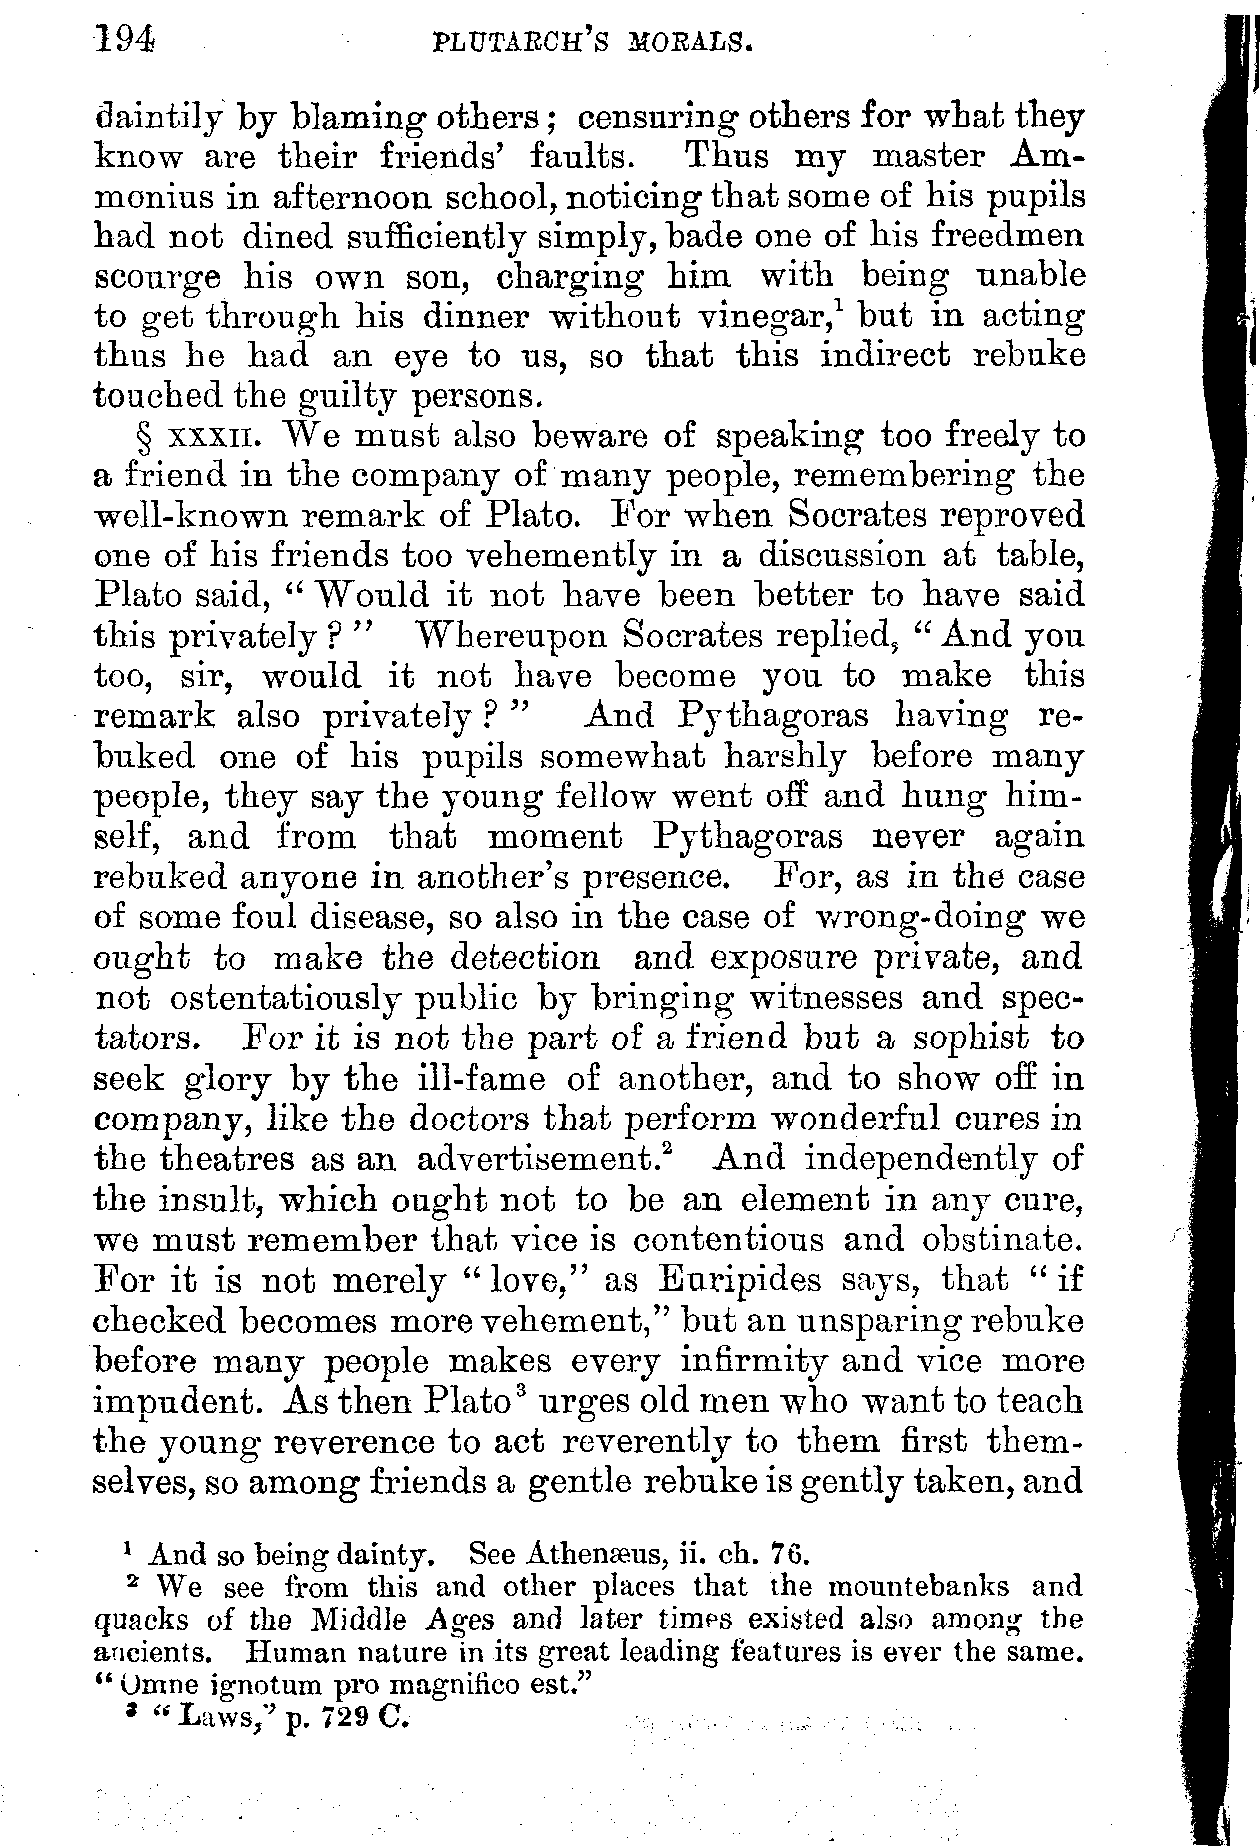 194 PLUTARCH'S MORALS.
daintily by blaming others; censuring others for what they
know are their friends' faults. Thus my master Am-
monius in afternoon school, noticing that some of his pupils
had not dined sufficiently simply, bade one of his freedmen
scourge his own son, charging him with being unable
to get through his dinner without vinegar,¹ but in acting
thus he had an eye to us, so that this indirect rebuke
touched the guilty persons.
§ XXXII. We must also beware of speaking too freely to
a friend in the company of many people, remembering the
well-known remark of Plato. For when Socrates reproved
one of his friends too vehemently in a discussion at table,
Plato said, “ Would it not have been better to have said
this privately ? ” Whereupon Socrates replied, “ And you
too, sir, would it not have become you to make this
remark also privately ? ” And Pythagoras having re-
buked one of his pupils somewhat harshly before many
people, they say the young fellow went off and hung him-
self, and from that moment Pythagoras never again
rebuked anyone in another's presence. For, as in the case
of some foul disease, so also in the case of wrong-doing we
ought to make the detection and exposure private, and
not ostentatiously public by bringing witnesses and spec-
tators. For it is not the part of a friend but a sophist to
seek glory by the ill-fame of another, and to show off in
company, like the doctors that perform wonderful cures in
the theatres as an advertisement.² And independently of
the insult, which ought not to be an element in any cure,
we must remember that vice is contentious and obstinate.
For it is not merely “ love,” as Euripides says, that “ if
checked becomes more vehement,” but an unsparing rebuke
before many people makes every infirmity and vice more
impudent. As then Plato³ urges old men who want to teach
the young reverence to act reverently to them first them-
selves, so among friends a gentle rebuke is gently taken, and
¹ And so being dainty. See Athenæus, ii. ch. 76.
² We see from this and other places that the mountebanks and
quacks of the Middle Ages and later times existed also among the
ancients. Human nature in its great leading features is ever the same.
“ Omne ignotum pro magnifico est.”
³ “ Laws,” p. 729 C.